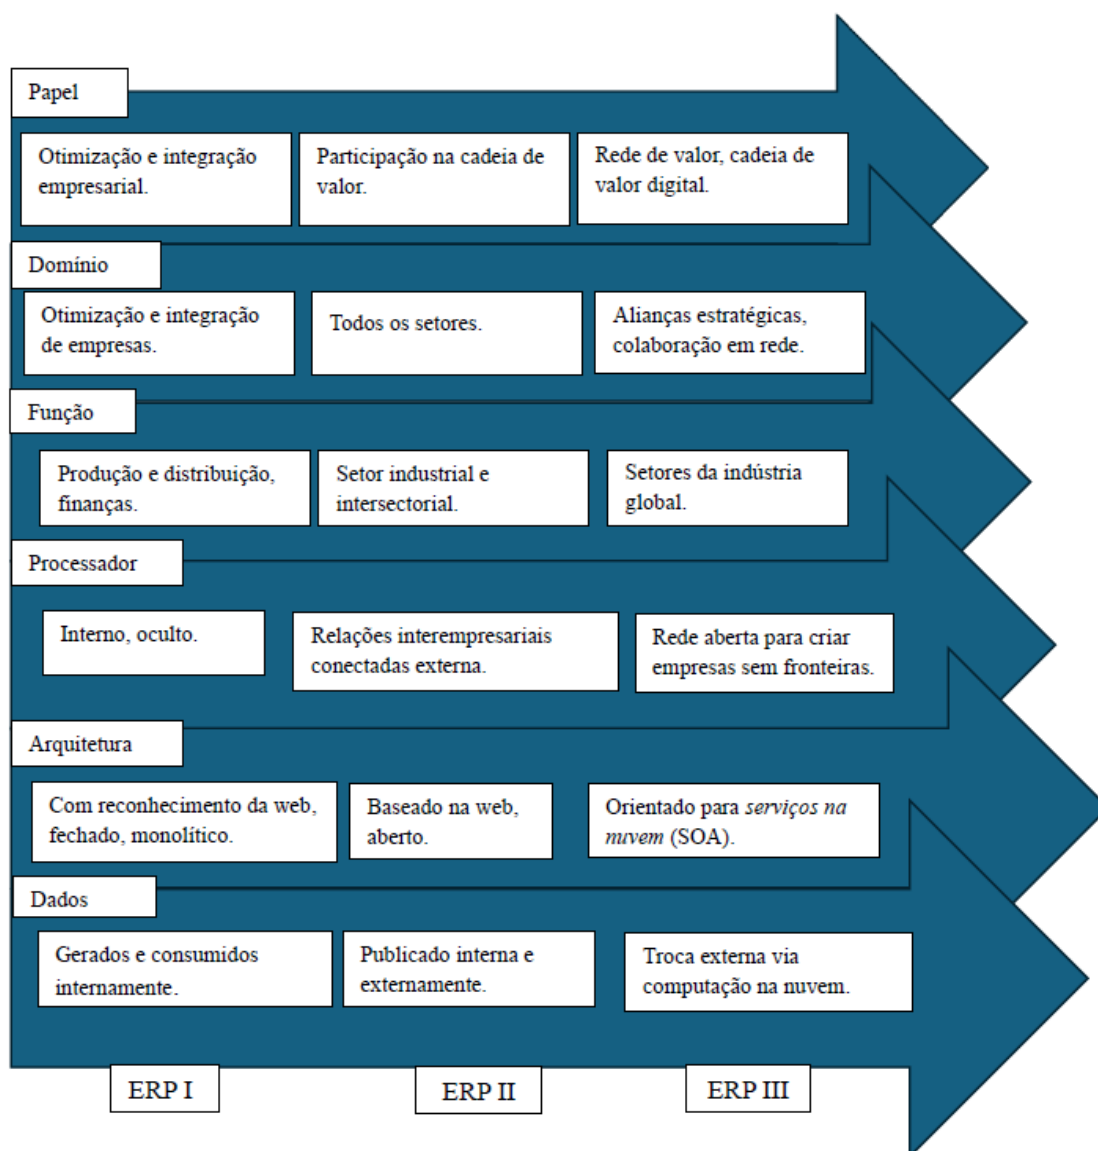 Papel
Otimização e integração
empresarial.
Participação na cadeia de
valor.
Rede de valor, cadeia de
valor digital.
Domínio
Otimização e integração
de empresas.
Todos os setores.
Alianças estratégicas,
colaboração em rede.
Função
Produção e distribuição,
finanças.
Setor industrial e
intersectorial.
Setores da indústria
global.
Processador
Interno, oculto.
Relações interempresariais
conectadas externa.
Rede aberta para criar
empresas sem fronteiras.
Arquitetura
Com reconhecimento da web,
fechado, monolítico.
Baseado na web,
aberto.
Orientado para serviços na
nuvem (SOA).
Dados
Gerados e consumidos
internamente.
Publicado interna e
externamente.
Troca externa via
computação na nuvem.
ERP I
ERP II
ERP III